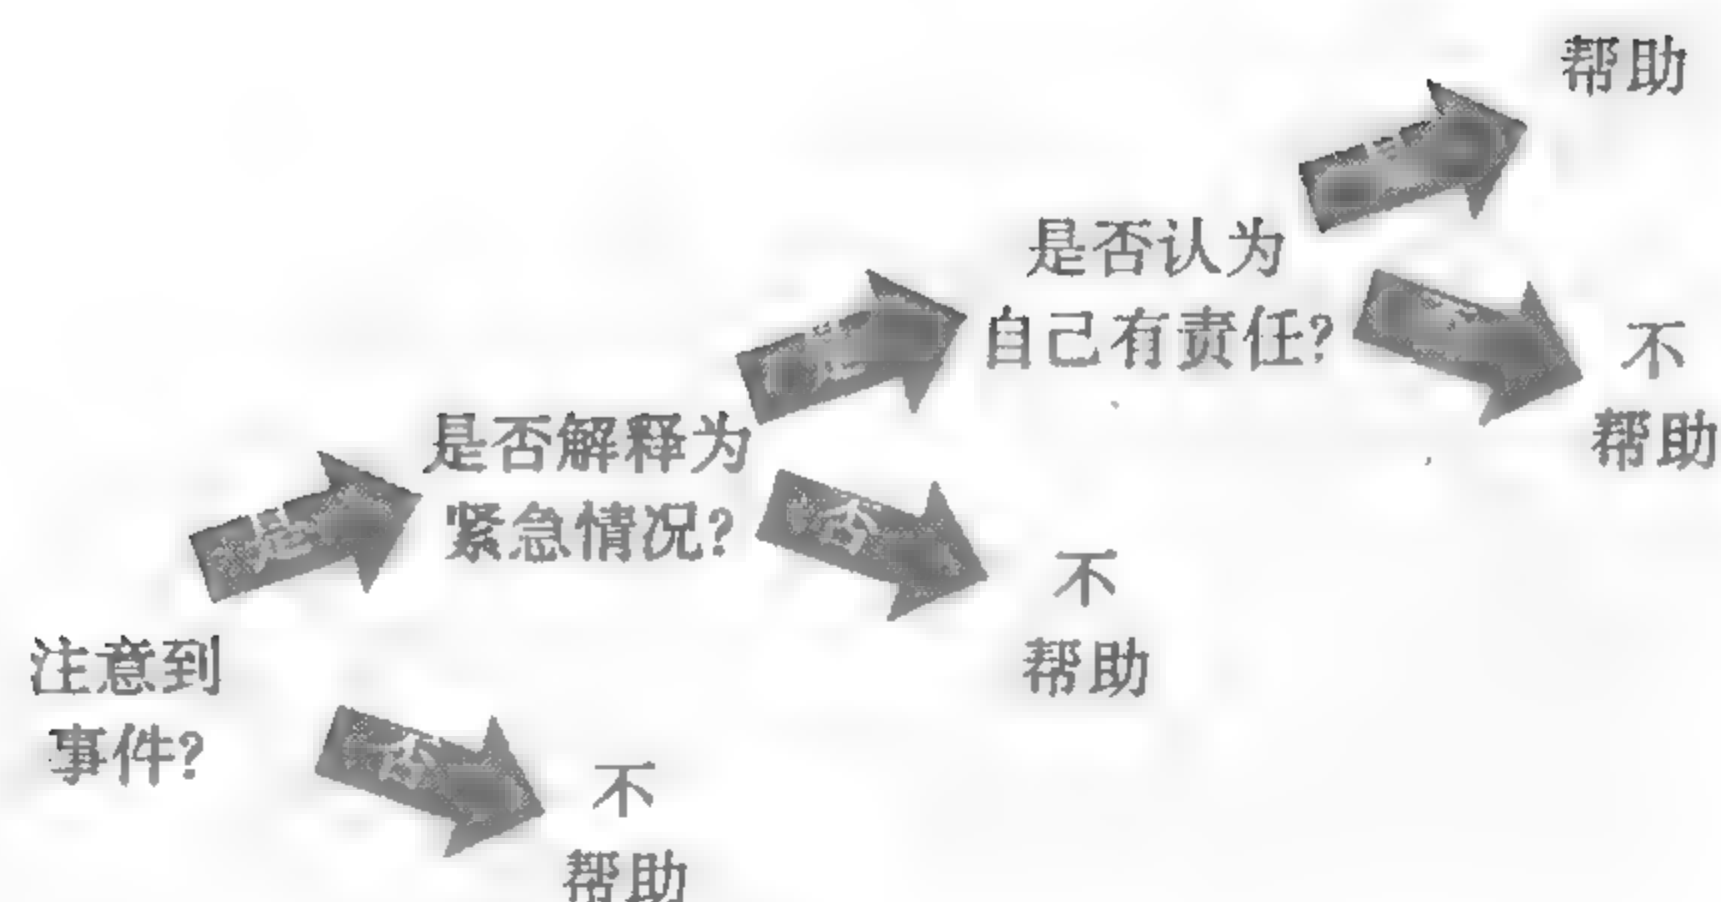 注意到
事件?
是
否
不
帮助
是否解释为
紧急情况?
是
否
不
帮助
是否认为
自己有责任?
帮助
不
帮助